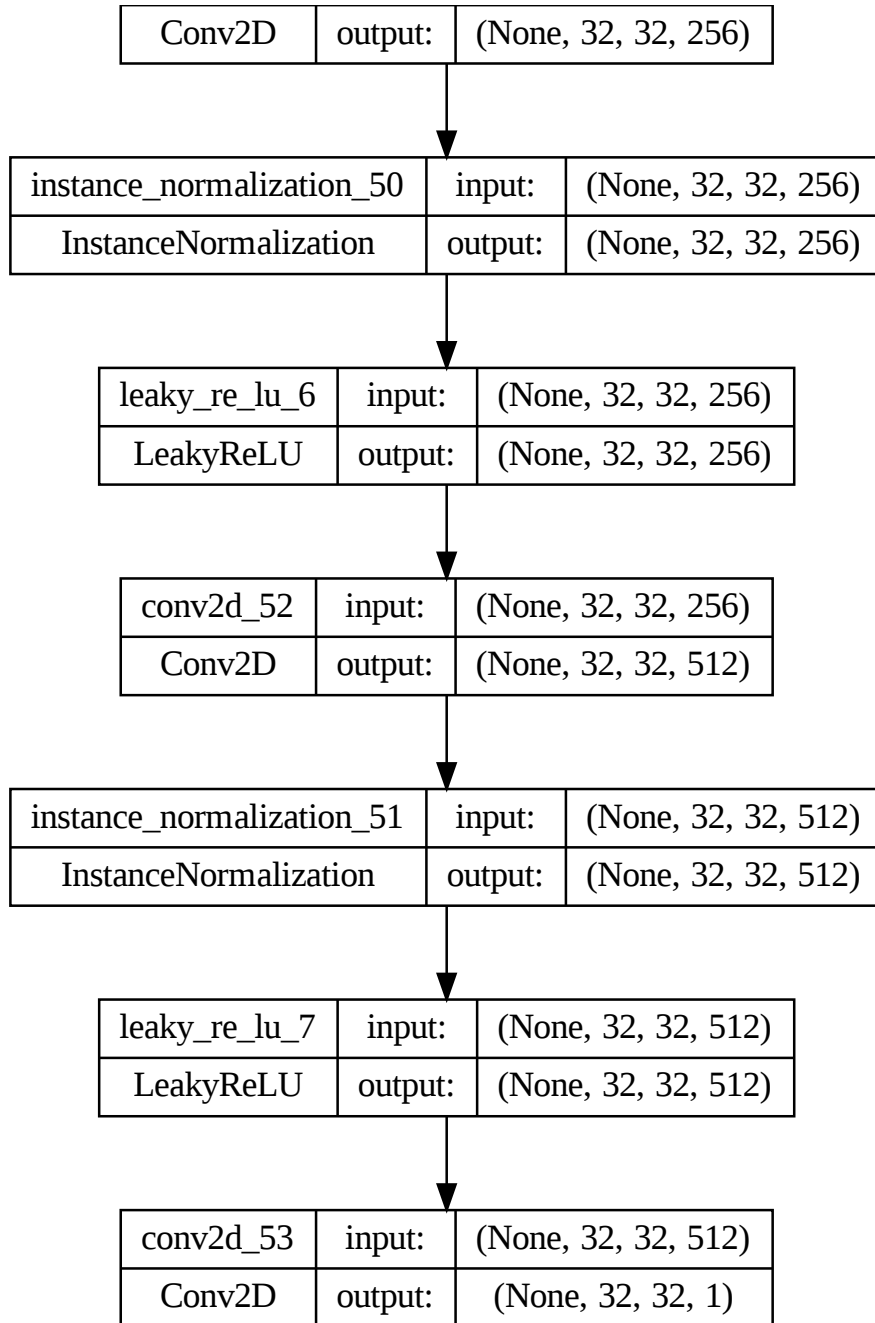 Conv2D output: (None, 32, 32, 256)
instance_normalization_50 input: (None, 32, 32, 256)
InstanceNormalization output: (None, 32, 32, 256)
leaky_re_lu_6 input: (None, 32, 32, 256)
LeakyReLU output: (None, 32, 32, 256)
conv2d_52 input: (None, 32, 32, 256)
Conv2D output: (None, 32, 32, 512)
instance_normalization_51 input: (None, 32, 32, 512)
InstanceNormalization output: (None, 32, 32, 512)
leaky_re_lu_7 input: (None, 32, 32, 512)
LeakyReLU output: (None, 32, 32, 512)
conv2d_53 input: (None, 32, 32, 512)
Conv2D output: (None, 32, 32, 1)